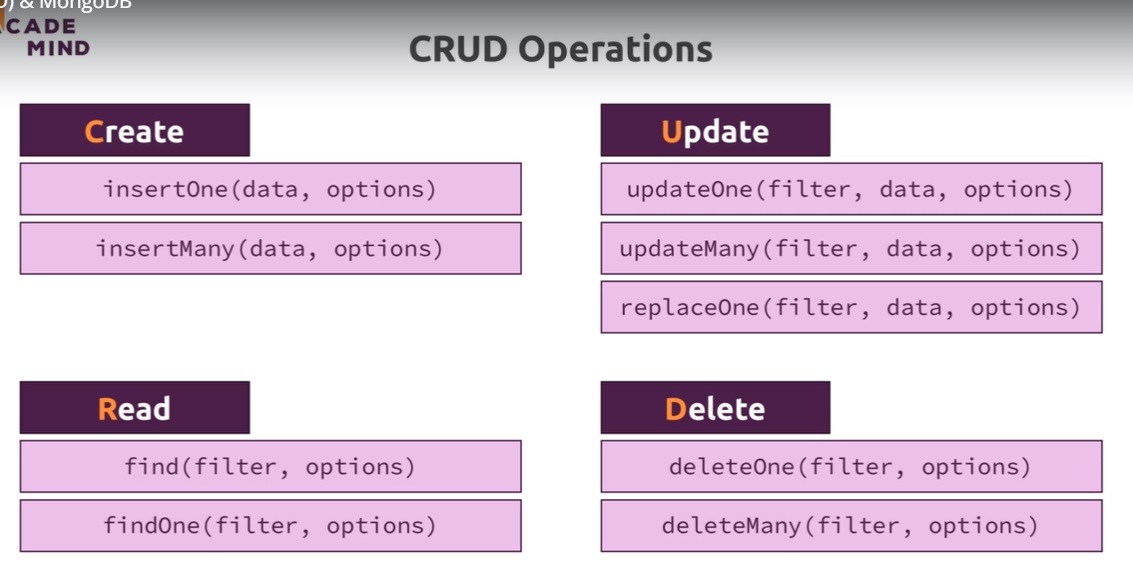 & MongoDB
CADE
MIND
CRUD Operations
Create
insertOne(data, options)
insertMany(data, options)
Update
updateOne(filter, data, options)
updateMany(filter, data, options)
replaceOne(filter, data, options)
Read
find(filter, options)
findOne(filter, options)
Delete
deleteOne(filter, options)
deleteMany(filter, options)